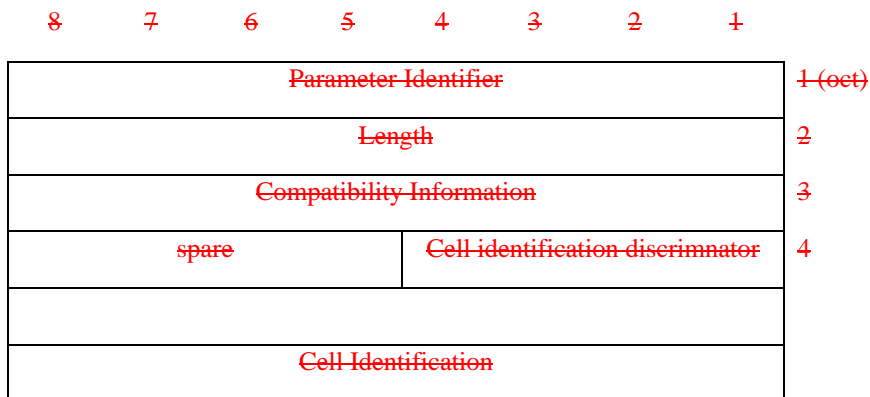 8 7 6 5 4 3 2 1
Parameter Identifier 1 (oct)
Length 2
Compatibility Information 3
spare Cell identification discrimnator 4
Cell Identification